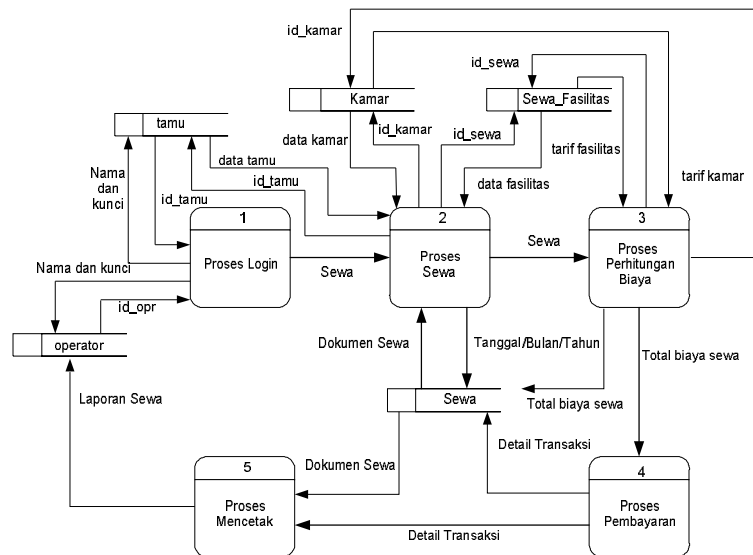 id_kamar
id_sewa
Kamar
Sewa_Fasilitas
tamu
data kamar
id_kamar
id_sewa
tarif fasilitas
Nama
dan
kunci
data tamu
id_tamu
id_tamu
data fasilitas
tarif kamar
1
Proses Login
2
Proses
Sewa
3
Proses
Perhitungan
Biaya
Sewa
Sewa
Nama dan kunci
id_opr
operator
Dokumen Sewa
Tanggal/Bulan/Tahun
Total biaya sewa
Laporan Sewa
Sewa
Total biaya sewa
Detail Transaksi
Dokumen Sewa
5
Proses
Mencetak
4
Proses
Pembayaran
Detail Transaksi